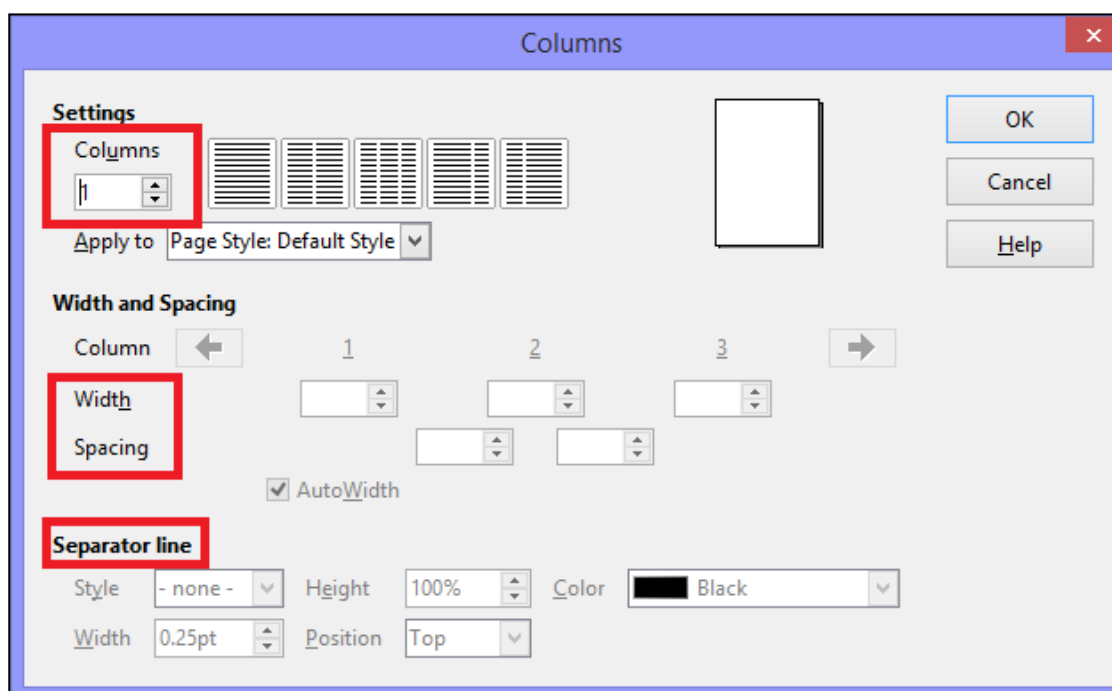 Columns
Settings
OK
Columns
1
Cancel
Apply to Page Style: Default Style
Help
Width and Spacing
Column 1 2 3
Width
Spacing
AutoWidth
Separator line
Style - none - Height 100% Color Black
Width 0.25pt Position Top